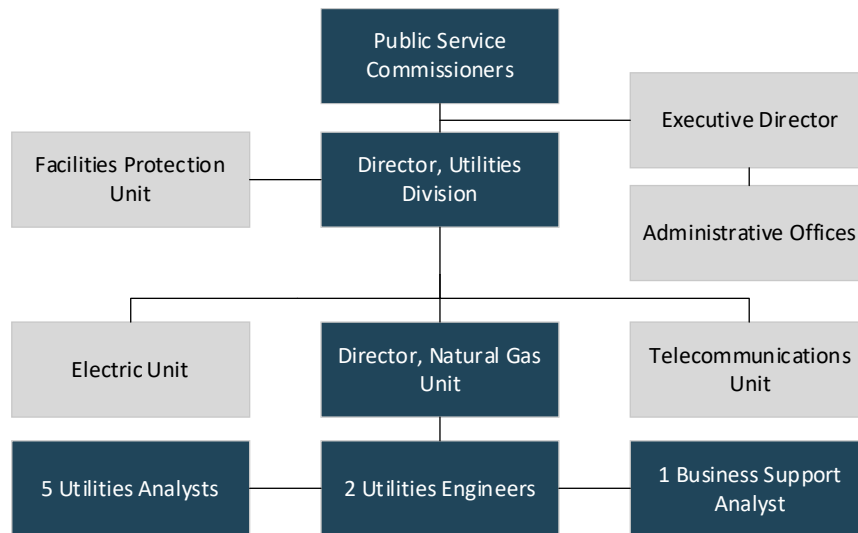 Public Service
Commissioners
Executive Director
Facilities Protection
Unit
Director, Utilities
Division
Administrative Offices
Electric Unit
Director, Natural Gas
Unit
Telecommunications
Unit
5 Utilities Analysts
2 Utilities Engineers
1 Business Support
Analyst